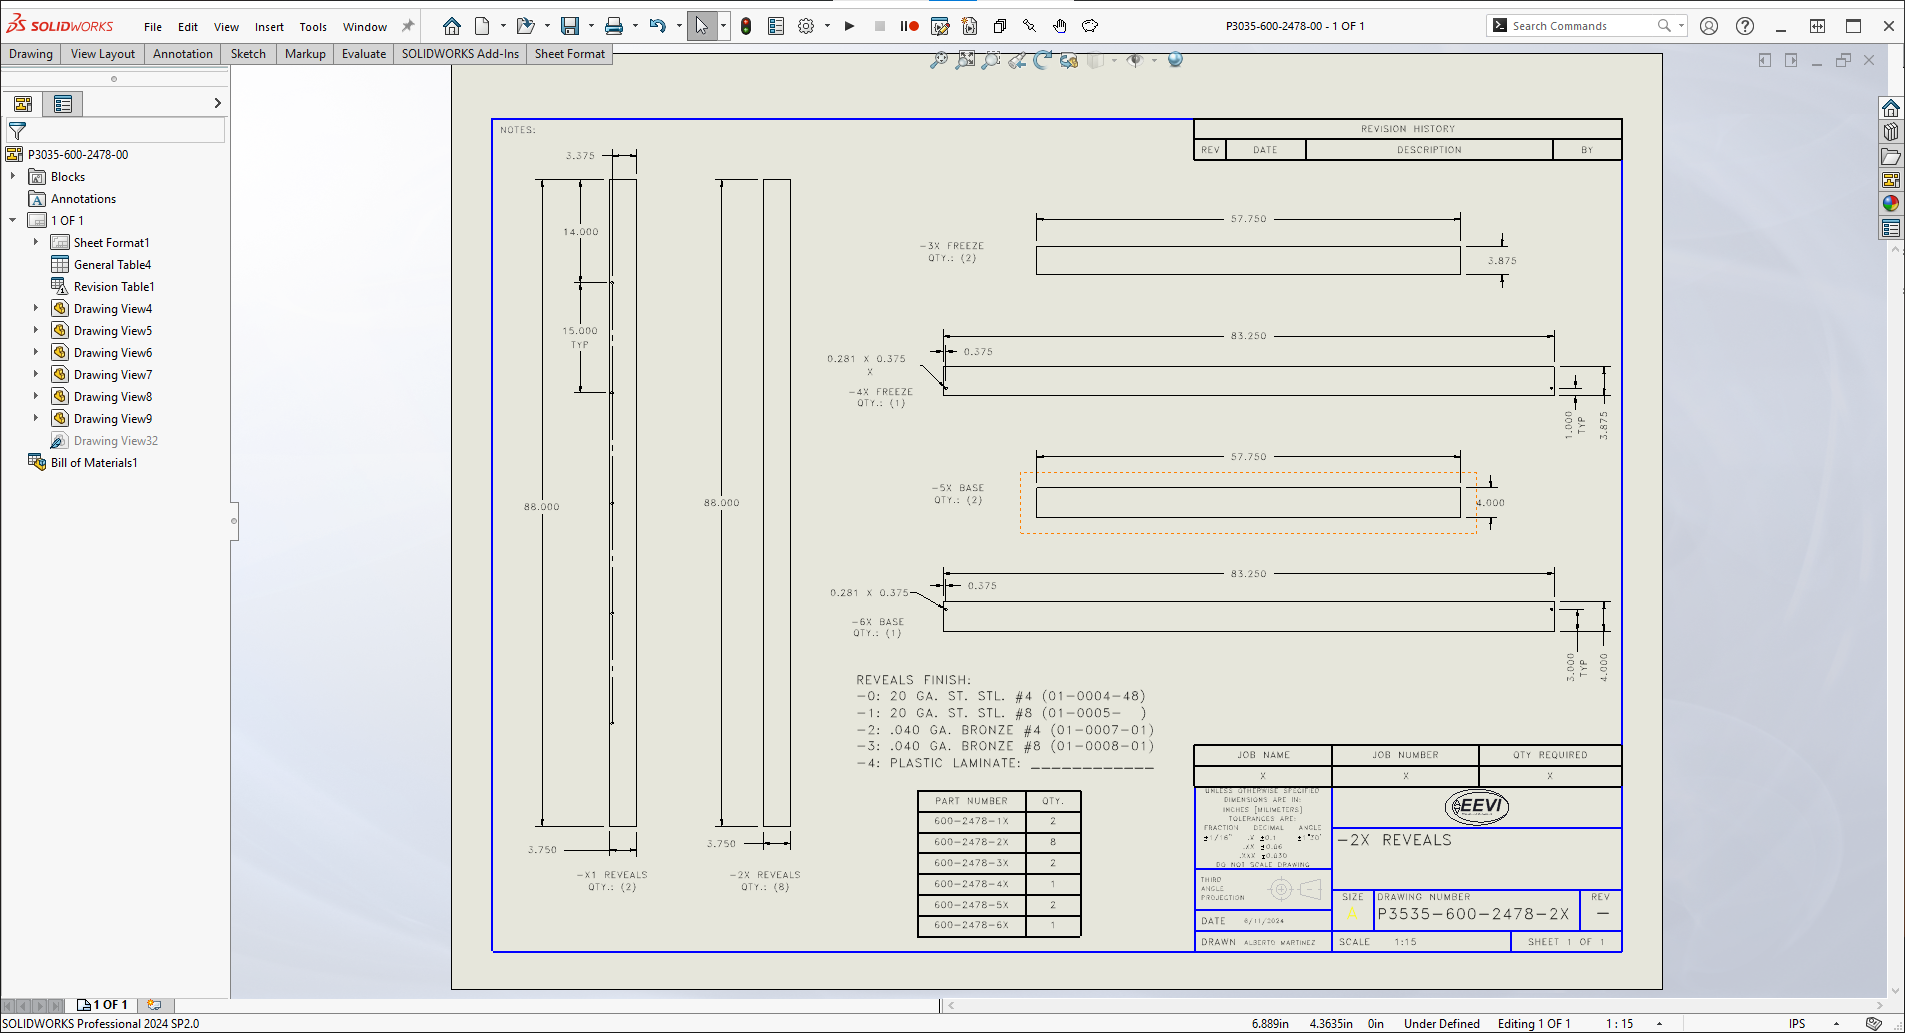 SOLIDWORKS
File Edit View Insert Tools Window
P3035-600-2478-00 - 1 OF 1
Search Commands
Drawing View Layout Annotation Sketch Markup Evaluate SOLIDWORKS Add-Ins Sheet Format
P3035-600-2478-00
Blocks
Annotations
1 OF 1
Sheet Format1
General Table4
Revision Table1
Drawing View4
Drawing View5
Drawing View6
Drawing View7
Drawing View8
Drawing View9
Drawing View32
Bill of Materials1
NOTES:
REVISION HISTORY
REV DATE DESCRIPTION BY
3.375
14.000
15.000
TYP
88.000
3.750
-X1 REVEALS
QTY.: (2)
88.000
3.750
-2X REVEALS
QTY.: (8)
57.750
-3X FREEZE
QTY.: (2)
3.875
83.250
0.375
0.281 X 0.375
X
-4X FREEZE
QTY.: (1)
1.000
TYP
3.875
57.750
-5X BASE
QTY.: (2)
4.000
83.250
0.375
0.281 X 0.375
-6X BASE
QTY.: (1)
3.000
TYP
4.000
REVEALS FINISH:
-0: 20 GA. ST. STL. #4 (01-0004-48)
-1: 20 GA. ST. STL. #8 (01-0005- )
-2: .040 GA. BRONZE #4 (01-0007-01)
-3: .040 GA. BRONZE #8 (01-0008-01)
-4: PLASTIC LAMINATE: ____________
PART NUMBER QTY.
600-2478-1X 2
600-2478-2X 8
600-2478-3X 2
600-2478-4X 1
600-2478-5X 2
600-2478-6X 1
JOB NAME JOB NUMBER QTY REQUIRED
X X X
UNLESS OTHERWISE SPECIFIED
DIMENSIONS ARE IN:
INCHES [MILIMETERS]
TOLERANCES ARE:
FRACTION DECIMAL ANGLE
±1/16" .X ±0.1 ±1°30'
.XX ±0.06
.XXX ±0.030
DO NOT SCALE DRAWING
EEVI
-2X REVEALS
THIRD
ANGLE
PROJECTION
SIZE DRAWING NUMBER REV
A P3535-600-2478-2X -
DATE 6/11/2024
DRAWN ALBERTO MARTINEZ SCALE 1:15 SHEET 1 OF 1
1 OF 1
SOLIDWORKS Professional 2024 SP2.0
6.889in 4.3635in 0in Under Defined Editing 1 OF 1 1 : 15 IPS